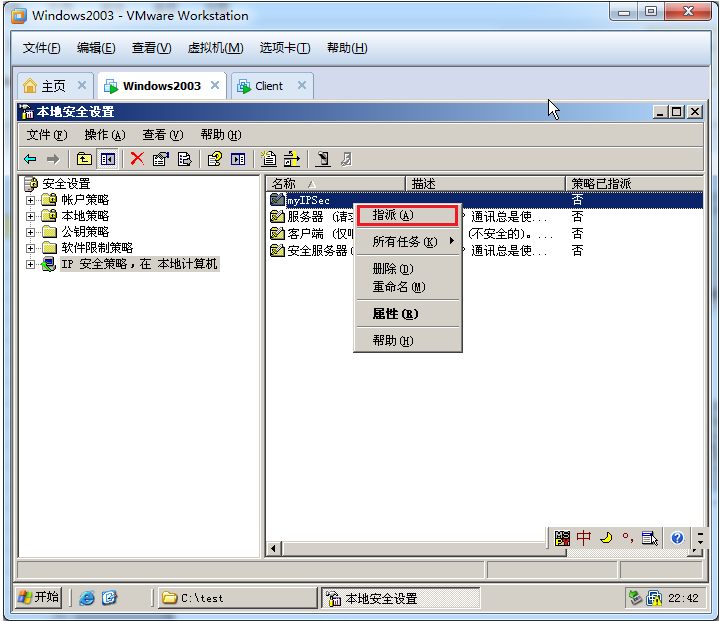 Windows2003 - VMware Workstation
文件(F) 编辑(E) 查看(V) 虚拟机(M) 选项卡(T) 帮助(H)
主页 Windows2003 Client
本地安全设置
文件(F) 操作(A) 查看(V) 帮助(H)
安全设置
帐户策略
本地策略
公钥策略
软件限制策略
IP 安全策略，在 本地计算机
名称 描述 策略已指派
myIPSec 否
服务器 (请 通讯总是使... 否
客户端 (仅 (不安全的)。... 否
安全服务器( 通讯总是使... 否
指派(A)
所有任务(K)
删除(D)
重命名(M)
属性(R)
帮助(H)
中
开始 C:\test 本地安全设置 22:42